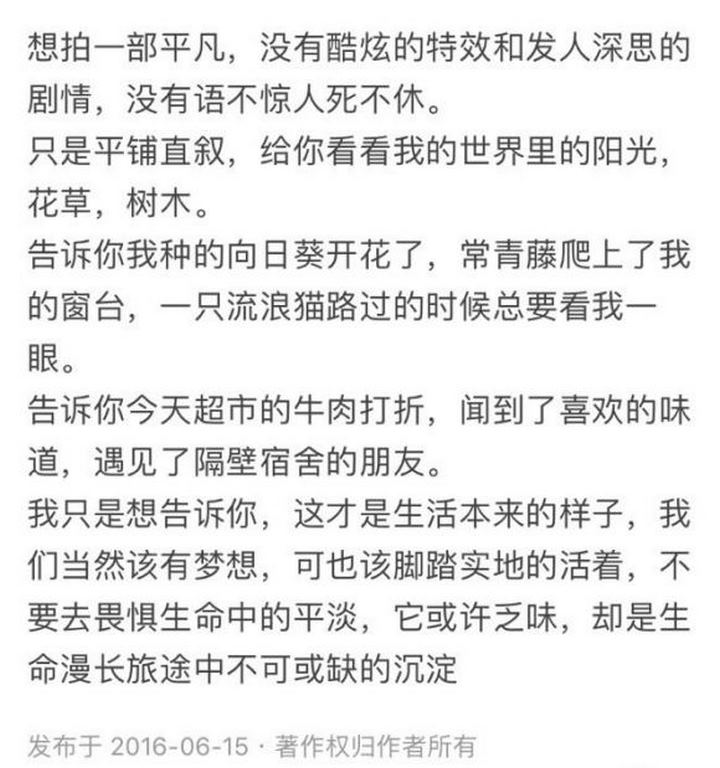 想拍一部平凡，没有酷炫的特效和发人深思的
剧情，没有语不惊人死不休。
只是平铺直叙，给你看看我的世界里的阳光，
花草，树木。
告诉你我种的向日葵开花了，常青藤爬上了我
的窗台，一只流浪猫路过的时候总要看我一
眼。
告诉你今天超市的牛肉打折，闻到了喜欢的味
道，遇见了隔壁宿舍的朋友。
我只是想告诉你，这才是生活本来的样子，我
们当然该有梦想，可也该脚踏实地的活着，不
要去畏惧生命中的平淡，它或许乏味，却是生
命漫长旅途中不可或缺的沉淀
发布于 2016-06-15 · 著作权归作者所有